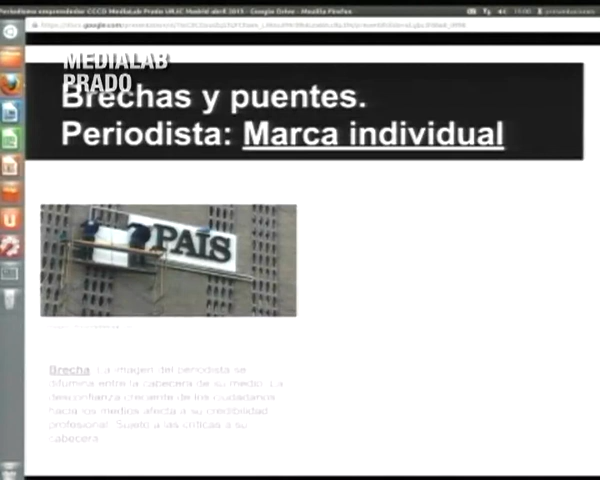 MEDIALAB
PRADO
Brechas y puentes.
Periodista: Marca individual
PAIS
Brecha. La imagen del periodista se
difumina entre la cabecera de su medio. La
desconfianza creciente de los ciudadanos
hacia los medios afecta a su credibilidad
profesional. Sujeto a las críticas a su
cabecera